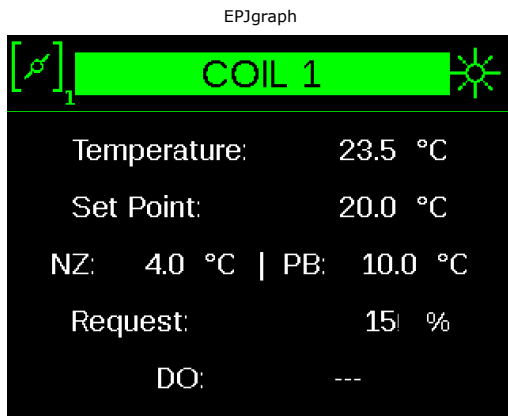 EPJgraph
1
COIL 1
Temperature: 23.5 °C
Set Point: 20.0 °C
NZ: 4.0 °C | PB: 10.0 °C
Request: 15 %
DO: ---